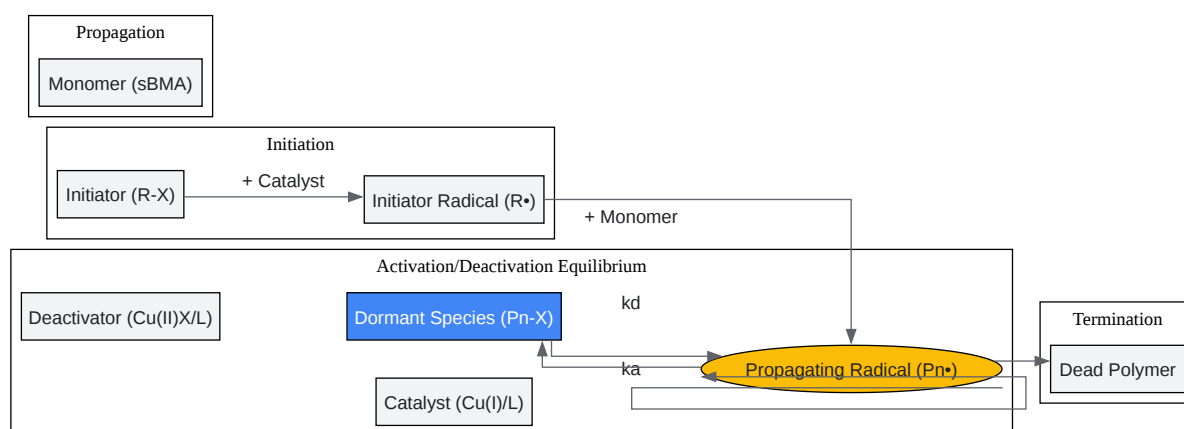 Propagation
Monomer (sBMA)
Initiation
Initiator (R-X)
+ Catalyst
Initiator Radical (R•)
+ Monomer
Activation/Deactivation Equilibrium
Deactivator (Cu(II)X/L)
Dormant Species (Pn-X)
kd
ka
Propagating Radical (Pn•)
Catalyst (Cu(I)/L)
Termination
Dead Polymer